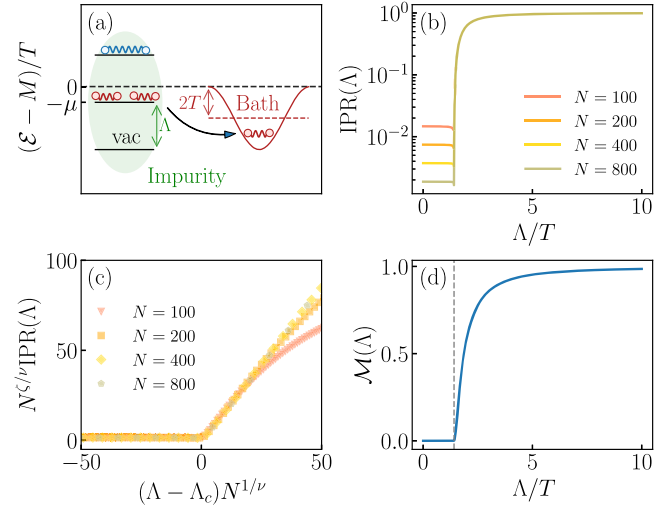 (a)
(ℰ − M)/T
0
−μ
vac
Λ
Impurity
2T
Bath
(b)
IPR(Λ)
10⁰
10⁻¹
10⁻²
N = 100
N = 200
N = 400
N = 800
0
5
10
Λ/T
(c)
N^{ζ/ν}IPR(Λ)
100
50
0
N = 100
N = 200
N = 400
N = 800
−50
0
50
(Λ − Λ_c)N^{1/ν}
(d)
ℳ(Λ)
1.0
0.5
0.0
0
5
10
Λ/T